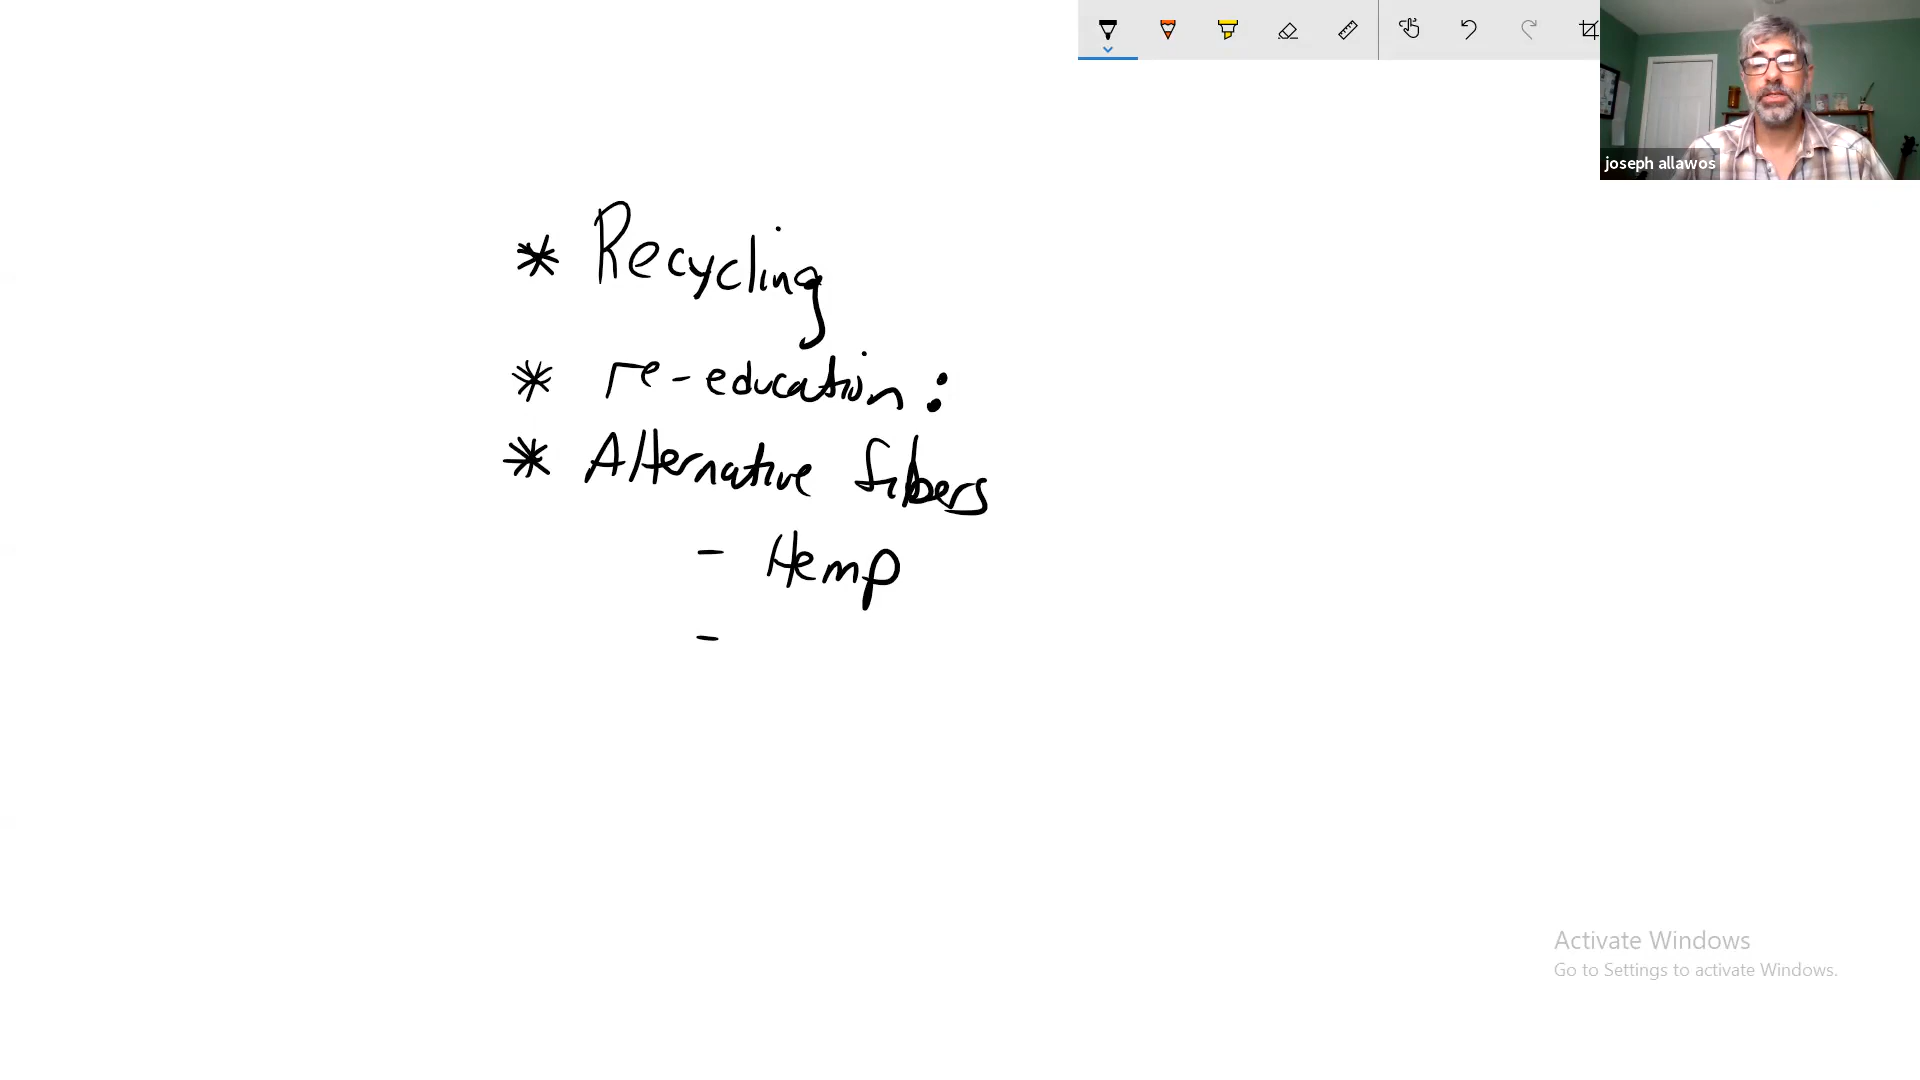 joseph allawos
* Recycling
* re-education:
* Alternative fibers
- Hemp
-
Activate Windows
Go to Settings to activate Windows.